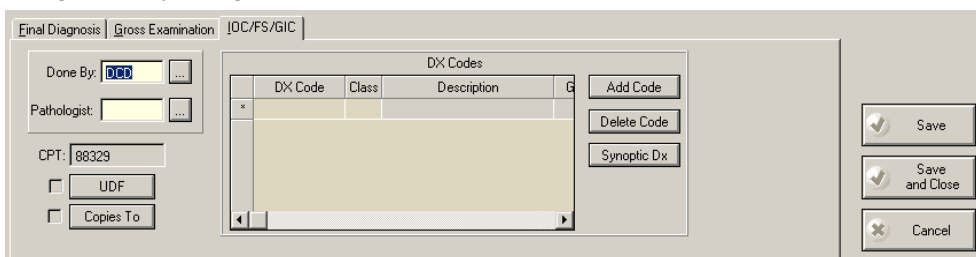 Final Diagnosis Gross Examination IOC/FS/GIC
Done By: DCD ...
Pathologist: ...
CPT: 88329
UDF
Copies To
DX Codes
DX Code Class Description G
*
Add Code
Delete Code
Synoptic Dx
Save
Save
and Close
Cancel